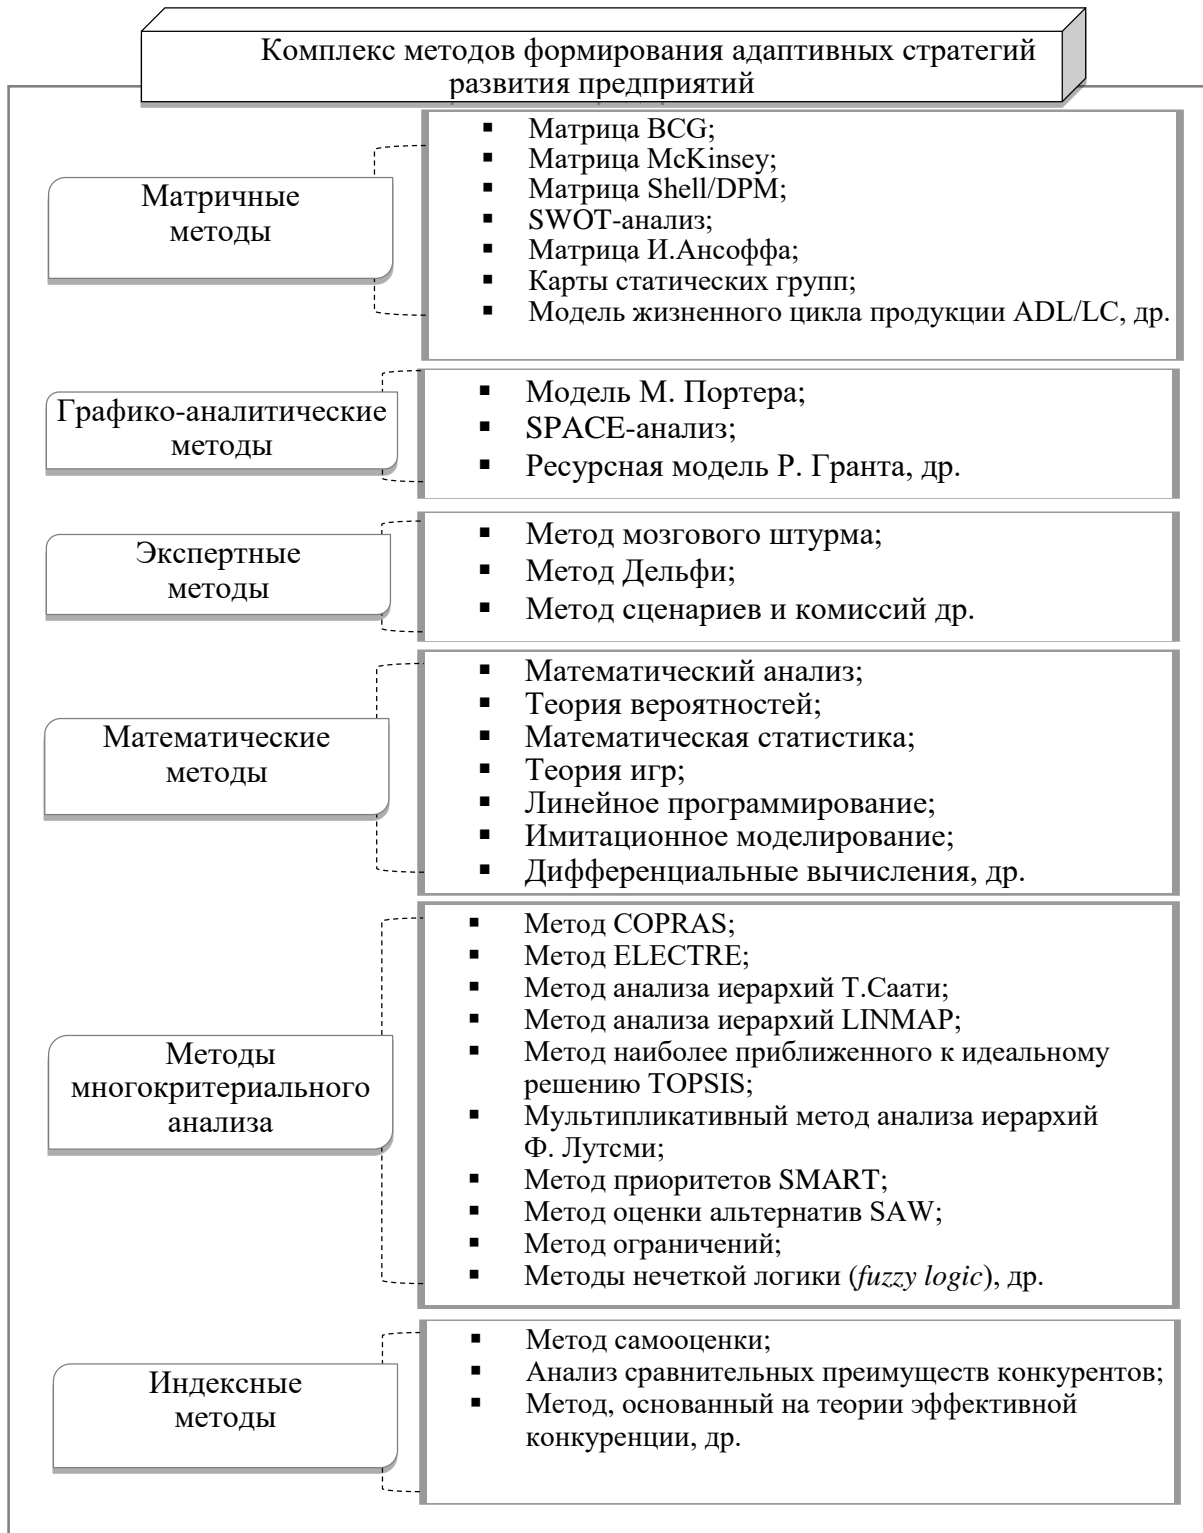 Комплекс методов формирования адаптивных стратегий
развития предприятий
Матричные
методы
▪ Матрица BCG;
▪ Матрица McKinsey;
▪ Матрица Shell/DPM;
▪ SWOT-анализ;
▪ Матрица И.Ансоффа;
▪ Карты статических групп;
▪ Модель жизненного цикла продукции ADL/LC, др.
Графико-аналитические
методы
▪ Модель М. Портера;
▪ SPACE-анализ;
▪ Ресурсная модель Р. Гранта, др.
Экспертные
методы
▪ Метод мозгового штурма;
▪ Метод Дельфи;
▪ Метод сценариев и комиссий др.
Математические
методы
▪ Математический анализ;
▪ Теория вероятностей;
▪ Математическая статистика;
▪ Теория игр;
▪ Линейное программирование;
▪ Имитационное моделирование;
▪ Дифференциальные вычисления, др.
Методы
многокритериального
анализа
▪ Метод COPRAS;
▪ Метод ELECTRE;
▪ Метод анализа иерархий Т.Саати;
▪ Метод анализа иерархий LINMAP;
▪ Метод наиболее приближенного к идеальному
решению TOPSIS;
▪ Мультипликативный метод анализа иерархий
Ф. Лутсми;
▪ Метод приоритетов SMART;
▪ Метод оценки альтернатив SAW;
▪ Метод ограничений;
▪ Методы нечеткой логики (fuzzy logic), др.
Индексные
методы
▪ Метод самооценки;
▪ Анализ сравнительных преимуществ конкурентов;
▪ Метод, основанный на теории эффективной
конкуренции, др.